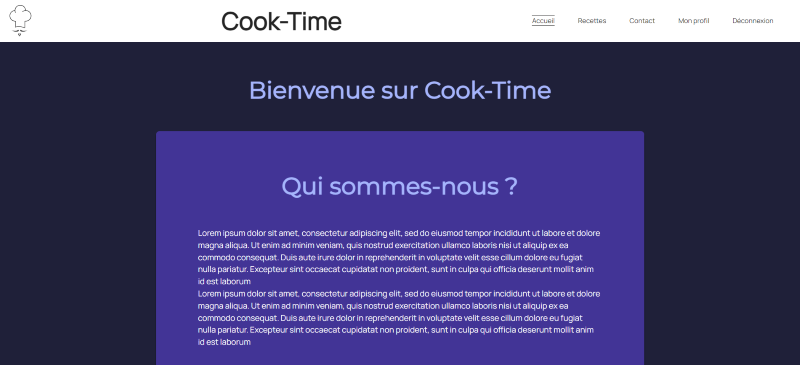 Cook-Time
Accueil
Recettes
Contact
Mon profil
Déconnexion
Bienvenue sur Cook-Time
Qui sommes-nous ?
Lorem ipsum dolor sit amet, consectetur adipiscing elit, sed do eiusmod tempor incididunt ut labore et dolore
magna aliqua. Ut enim ad minim veniam, quis nostrud exercitation ullamco laboris nisi ut aliquip ex ea
commodo consequat. Duis aute irure dolor in reprehenderit in voluptate velit esse cillum dolore eu fugiat
nulla pariatur. Excepteur sint occaecat cupidatat non proident, sunt in culpa qui officia deserunt mollit anim
id est laborum
Lorem ipsum dolor sit amet, consectetur adipiscing elit, sed do eiusmod tempor incididunt ut labore et dolore
magna aliqua. Ut enim ad minim veniam, quis nostrud exercitation ullamco laboris nisi ut aliquip ex ea
commodo consequat. Duis aute irure dolor in reprehenderit in voluptate velit esse cillum dolore eu fugiat
nulla pariatur. Excepteur sint occaecat cupidatat non proident, sunt in culpa qui officia deserunt mollit anim
id est laborum